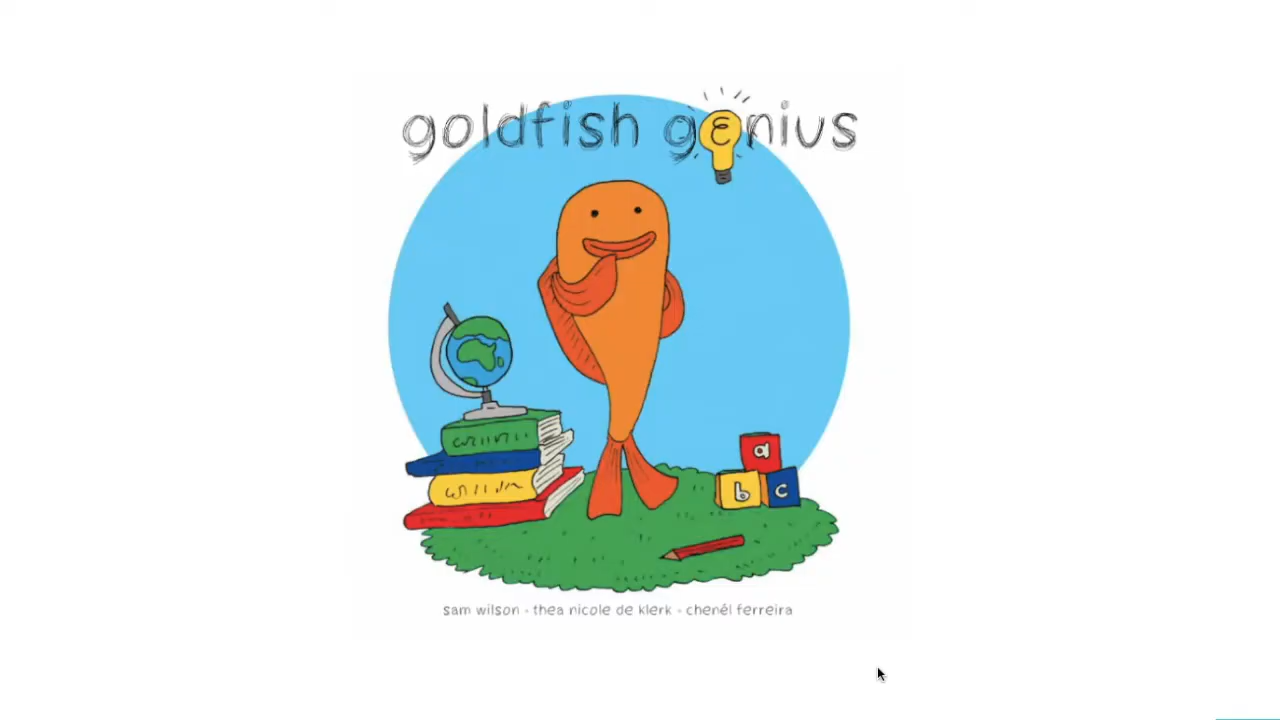 goldfish genius
a
b c
sam wilson - thea nicole de klerk - chenél ferreira